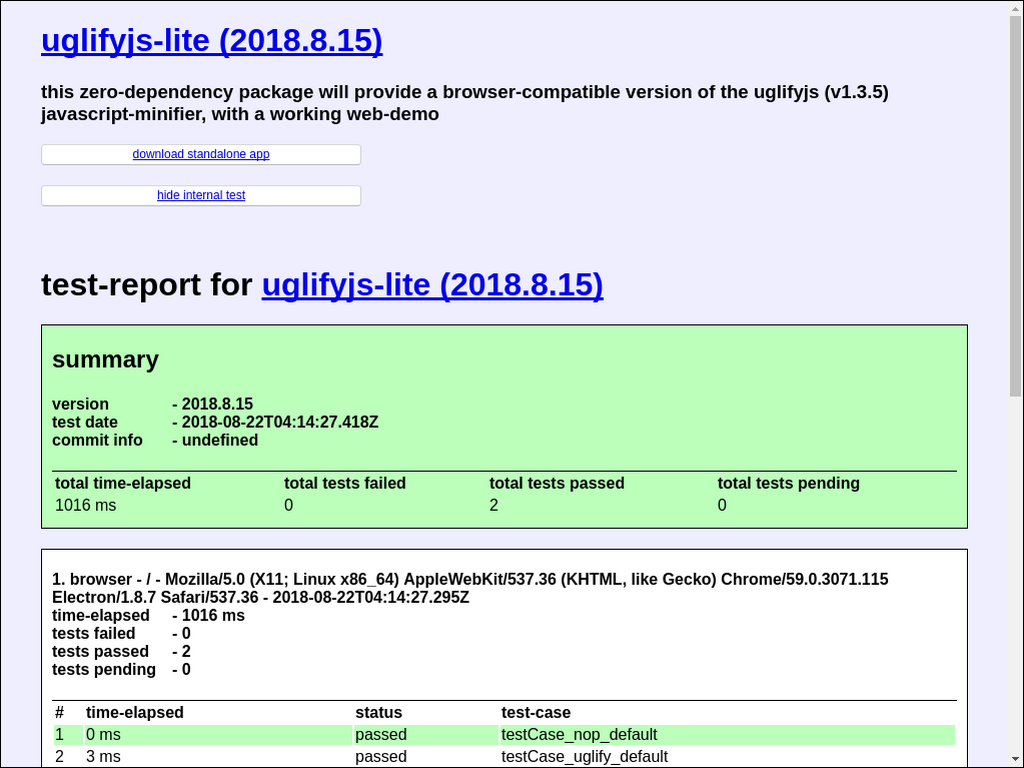 uglifyjs-lite (2018.8.15)
this zero-dependency package will provide a browser-compatible version of the uglifyjs (v1.3.5)
javascript-minifier, with a working web-demo
download standalone app
hide internal test
test-report for uglifyjs-lite (2018.8.15)
summary
version - 2018.8.15
test date - 2018-08-22T04:14:27.418Z
commit info - undefined
total time-elapsed total tests failed total tests passed total tests pending
1016 ms 0 2 0
1. browser - / - Mozilla/5.0 (X11; Linux x86_64) AppleWebKit/537.36 (KHTML, like Gecko) Chrome/59.0.3071.115
Electron/1.8.7 Safari/537.36 - 2018-08-22T04:14:27.295Z
time-elapsed - 1016 ms
tests failed - 0
tests passed - 2
tests pending - 0
# time-elapsed status test-case
1 0 ms passed testCase_nop_default
2 3 ms passed testCase_uglify_default